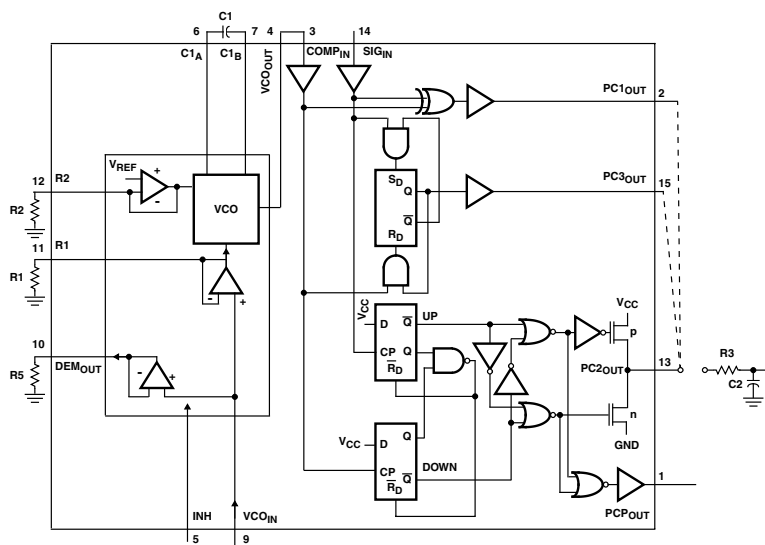 C1
6 7 4 3 14
C1A C1B VCOOUT COMPIN SIGIN
PC1OUT 2
VREF
+
-
12 R2
R2
VCO
SD
Q
Q̅
RD
PC3OUT
15
11 R1
R1
- +
VCC
D Q̅
UP
CP Q
R̅D
VCC
p
10
DEMOUT
R5
- +
PC2OUT 13
R3
C2
n
GND
VCC
D Q
CP Q̅
R̅D
DOWN
1
PCPOUT
INH VCOIN
5 9